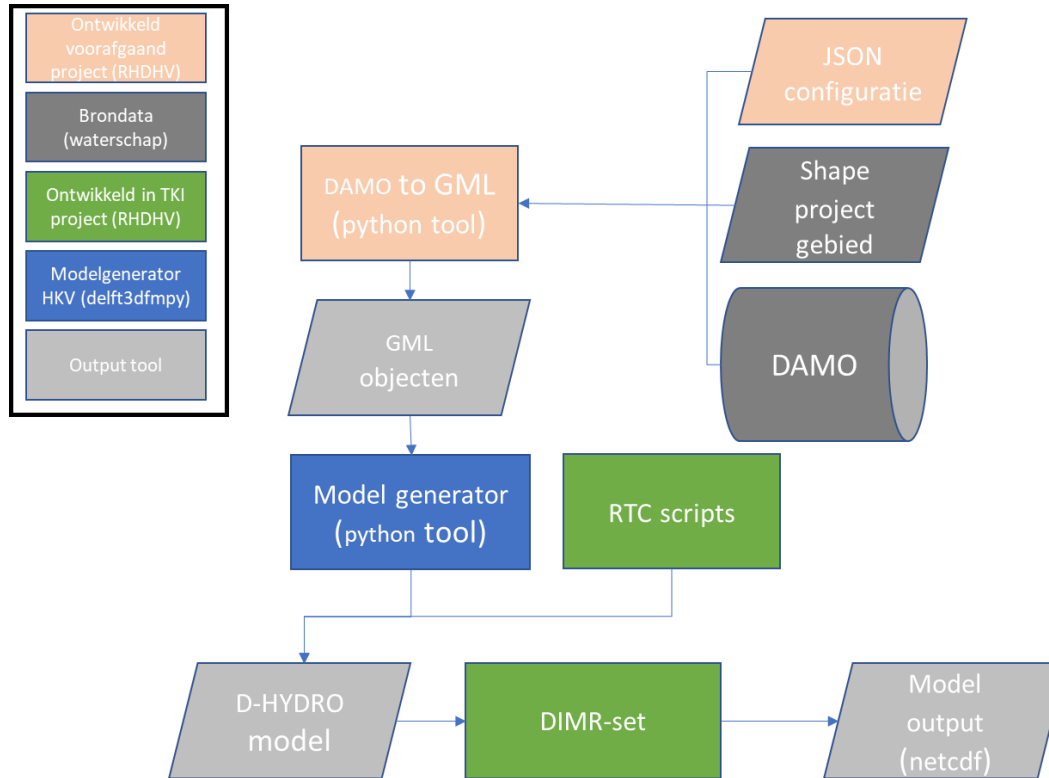 Ontwikkeld
voorafgaand
project (RHDHV)
Brondata
(waterschap)
Ontwikkeld in TKI
project (RHDHV)
Modelgenerator
HKV (delft3dfmpy)
Output tool
JSON
configuratie
DAMO to GML
(python tool)
Shape
project
gebied
GML
objecten
DAMO
Model generator
(python tool)
RTC scripts
D-HYDRO
model
DIMR-set
Model
output
(netcdf)